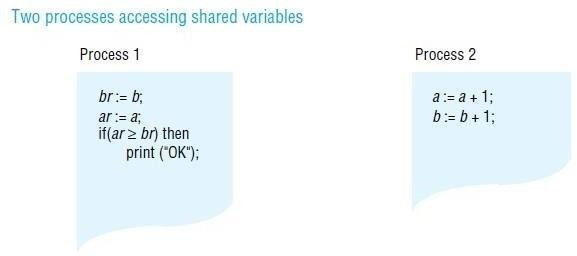 Two processes accessing shared variables
Process 1
br := b;
ar := a;
if(ar ≥ br) then
print ("OK");
Process 2
a := a + 1;
b := b + 1;